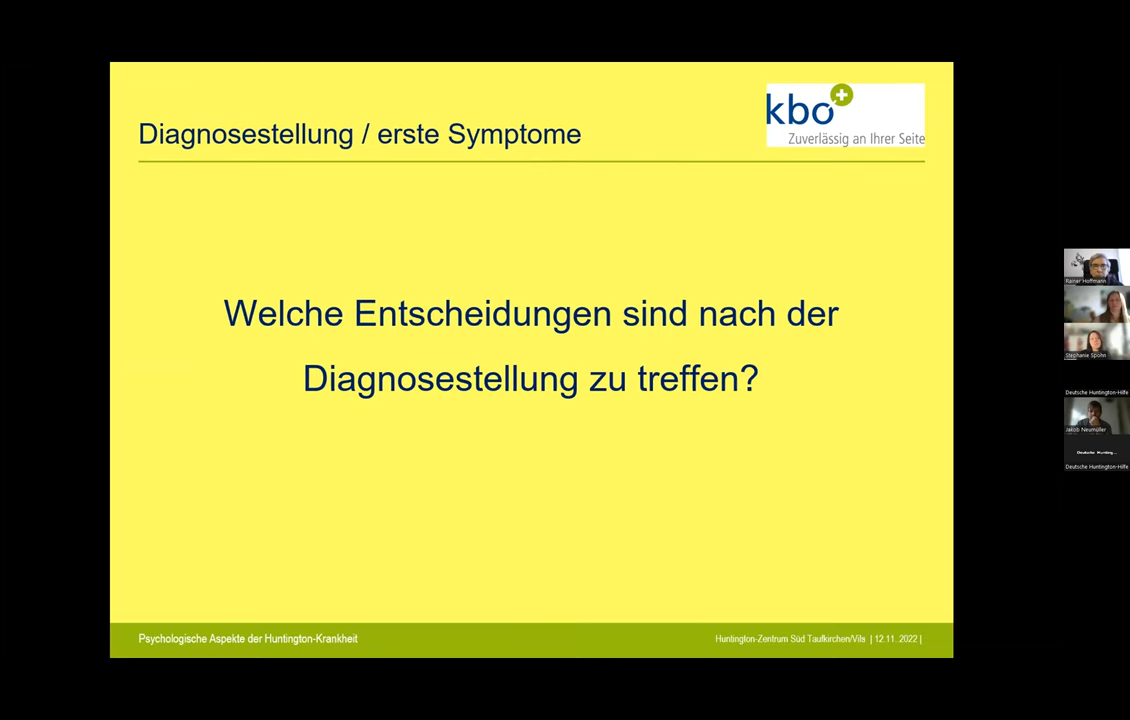 Diagnosestellung / erste Symptome
kbo
Zuverlässig an Ihrer Seite
Welche Entscheidungen sind nach der
Diagnosestellung zu treffen?
Psychologische Aspekte der Huntington-Krankheit
Huntington-Zentrum Süd Taufkirchen/Vils | 12.11.2022 |
Rainer Hoffmann
Stephanie Spohn
Deutsche Huntington-Hilfe
Jakob Neumüller
Deutsche Hunting...
Deutsche Huntington-Hilfe